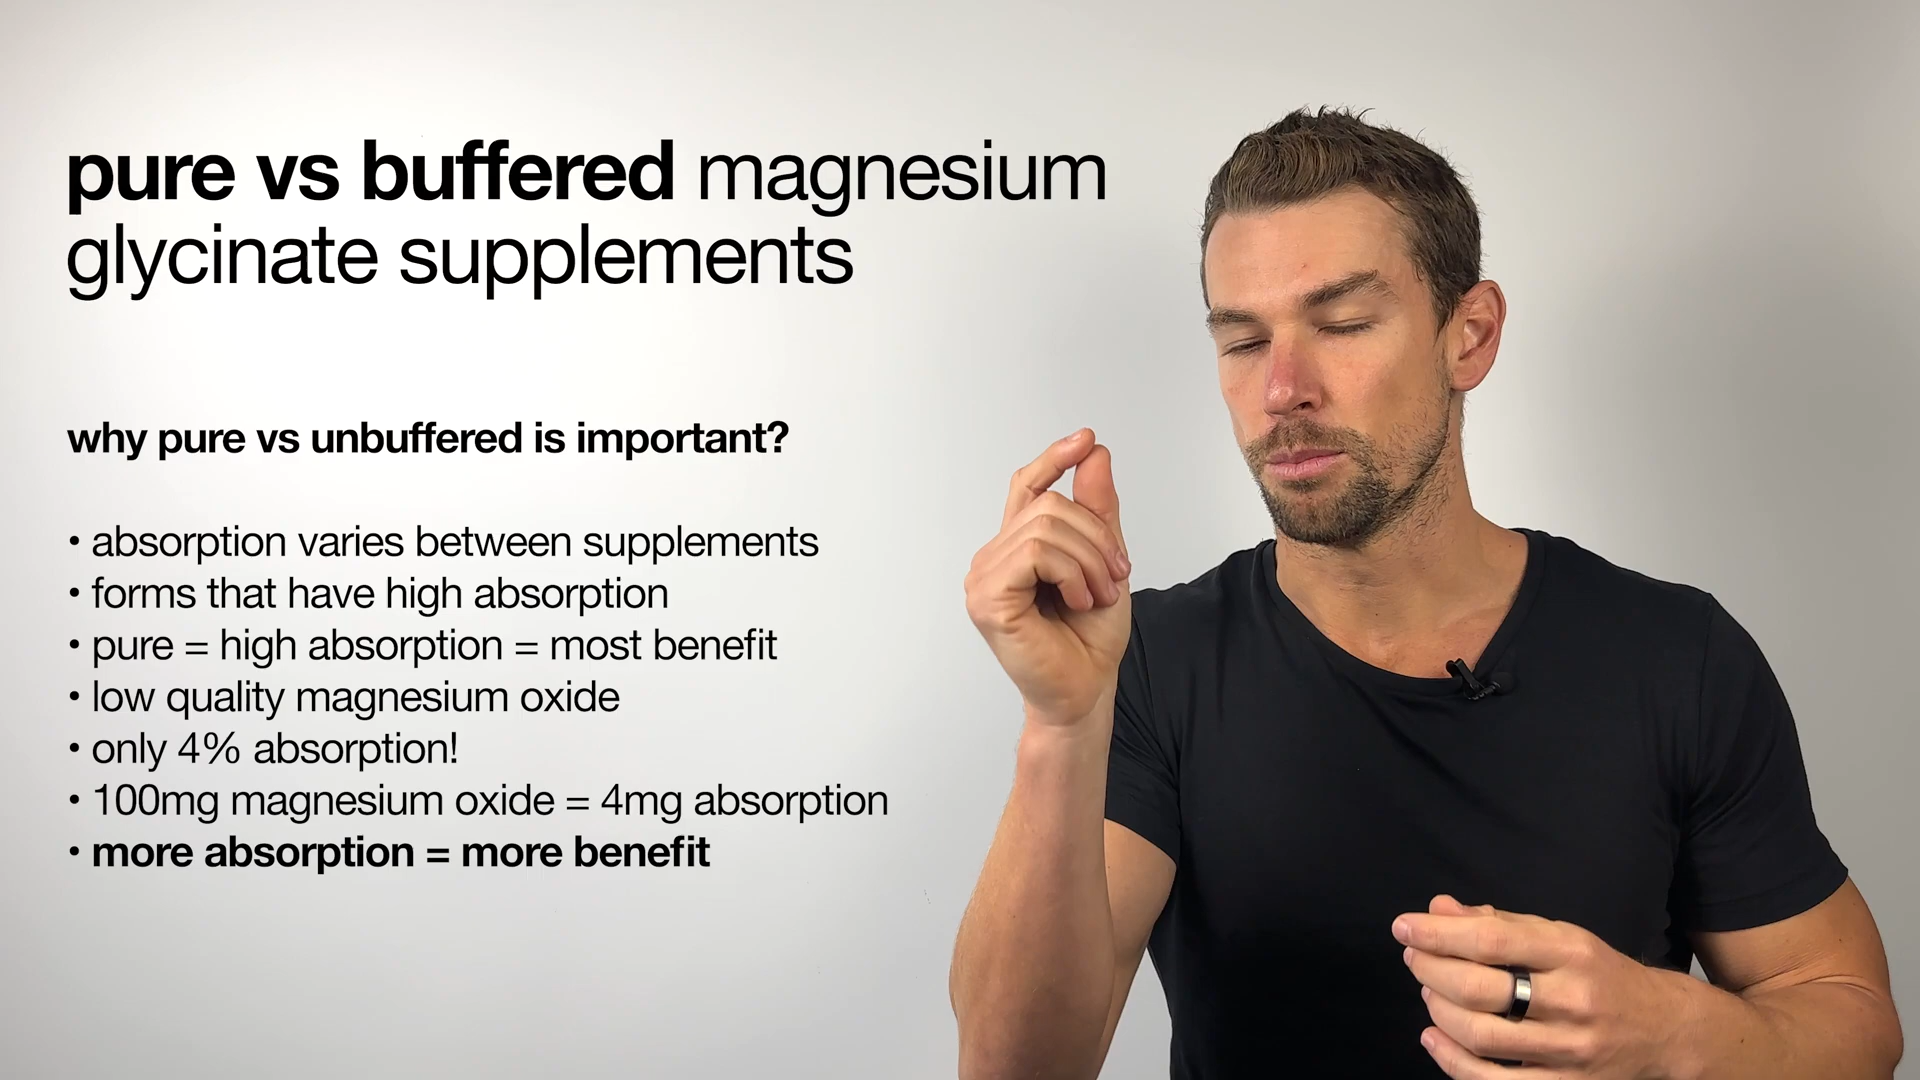 pure vs buffered magnesium
glycinate supplements
why pure vs unbuffered is important?
• absorption varies between supplements
• forms that have high absorption
• pure = high absorption = most benefit
• low quality magnesium oxide
• only 4% absorption!
• 100mg magnesium oxide = 4mg absorption
• more absorption = more benefit